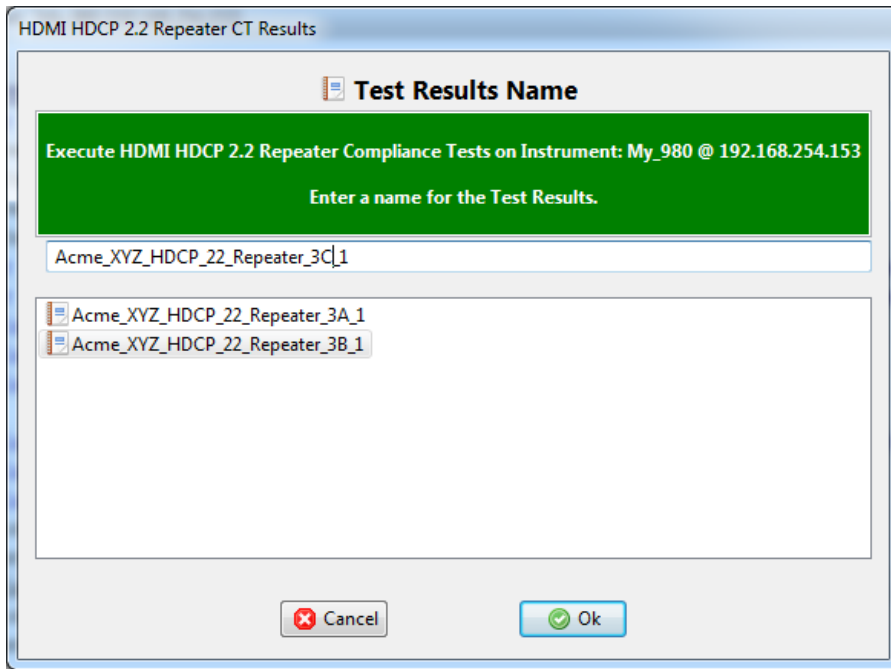 HDMI HDCP 2.2 Repeater CT Results
Test Results Name
Execute HDMI HDCP 2.2 Repeater Compliance Tests on Instrument: My_980 @ 192.168.254.153
Enter a name for the Test Results.
Acme_XYZ_HDCP_22_Repeater_3C_1
Acme_XYZ_HDCP_22_Repeater_3A_1
Acme_XYZ_HDCP_22_Repeater_3B_1
Cancel
Ok